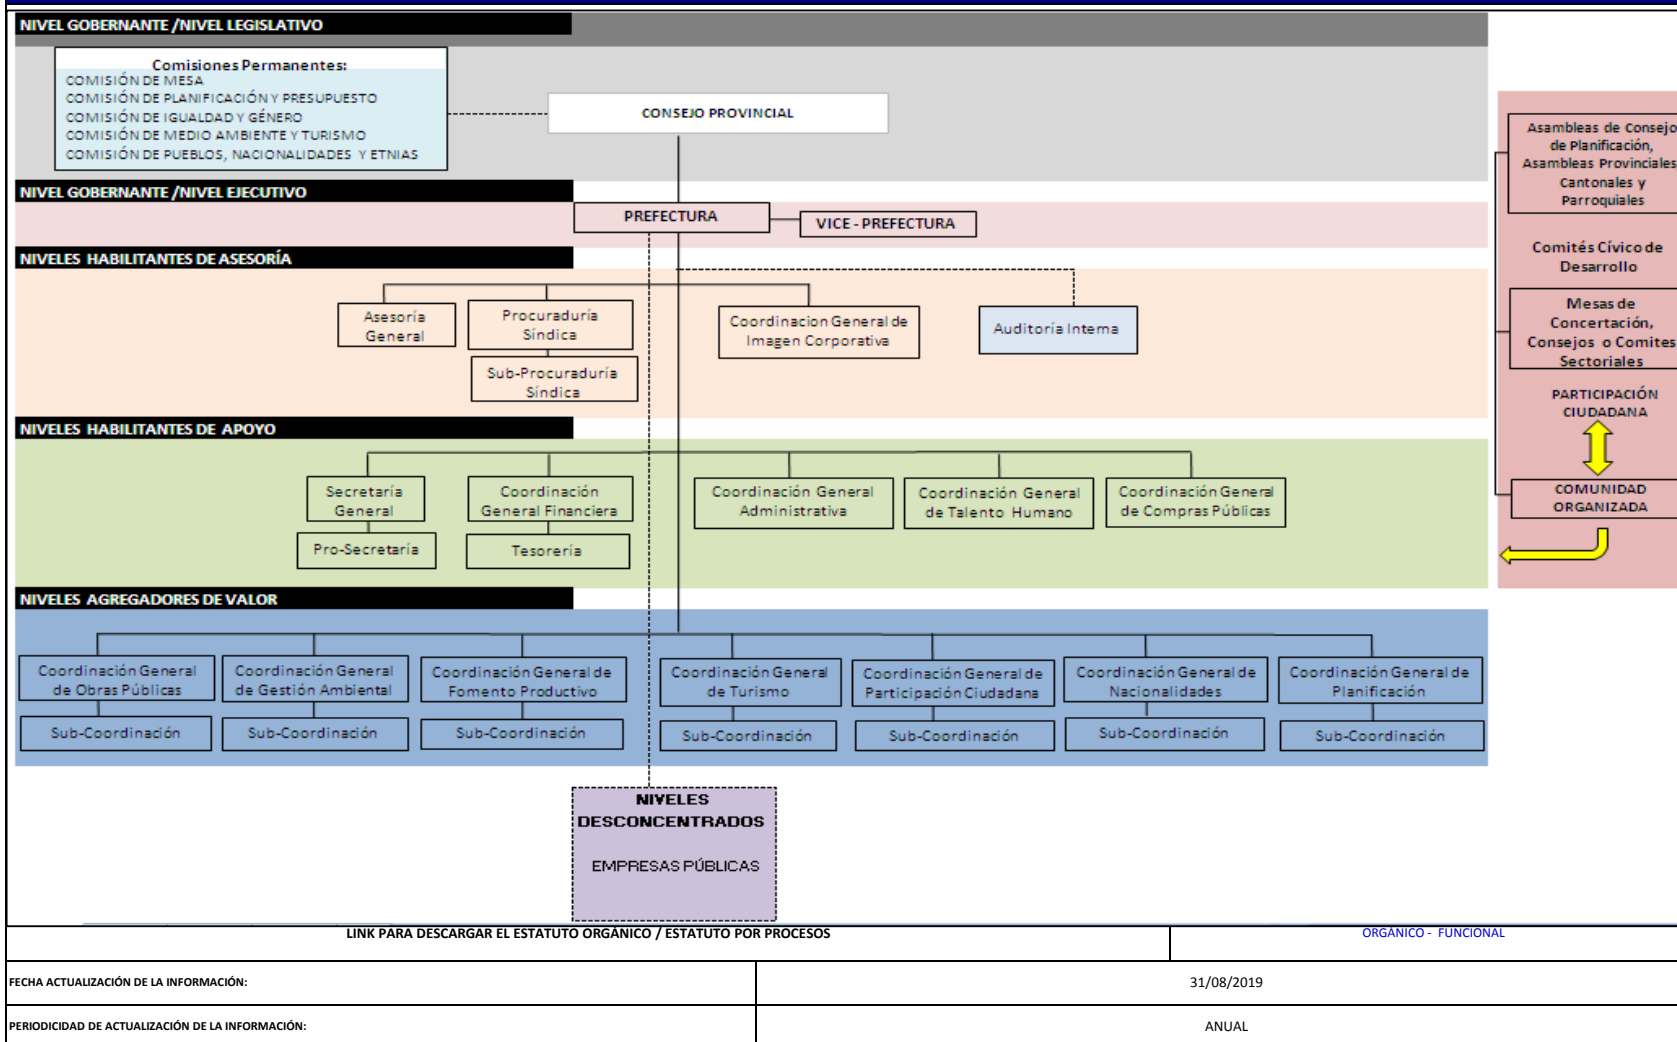 NIVEL GOBERNANTE /NIVEL LEGISLATIVO
Comisiones Permanentes:
COMISIÓN DE MESA
COMISIÓN DE PLANIFICACIÓN Y PRESUPUESTO
COMISIÓN DE IGUALDAD Y GÉNERO
COMISIÓN DE MEDIO AMBIENTE Y TURISMO
COMISIÓN DE PUEBLOS, NACIONALIDADES Y ETNIAS
CONSEJO PROVINCIAL
NIVEL GOBERNANTE /NIVEL EJECUTIVO
PREFECTURA
VICE - PREFECTURA
NIVELES HABILITANTES DE ASESORÍA
Asesoría
General
Procuraduría
Síndica
Sub-Procuraduría
Síndica
Coordinacion General de
Imagen Corporativa
Auditoría Interna
NIVELES HABILITANTES DE APOYO
Secretaría
General
Pro-Secretaría
Coordinación
General Financiera
Tesorería
Coordinación General
Administrativa
Coordinación General
de Talento Humano
Coordinación General
de Compras Públicas
NIVELES AGREGADORES DE VALOR
Coordinación General
de Obras Públicas
Sub-Coordinación
Coordinación General
de Gestión Ambiental
Sub-Coordinación
Coordinación General de
Fomento Productivo
Sub-Coordinación
Coordinación General
de Turismo
Sub-Coordinación
Coordinación General de
Participación Ciudadana
Sub-Coordinación
Coordinación General de
Nacionalidades
Sub-Coordinación
Coordinación General de
Planificación
Sub-Coordinación
NIVELES
DESCONCENTRADOS
EMPRESAS PÚBLICAS
Asambleas de Consejo
de Planificación,
Asambleas Provinciales
Cantonales y
Parroquiales
Comités Cívico de
Desarrollo
Mesas de
Concertación,
Consejos o Comites
Sectoriales
PARTICIPACIÓN
CIUDADANA
COMUNIDAD
ORGANIZADA
LINK PARA DESCARGAR EL ESTATUTO ORGÁNICO / ESTATUTO POR PROCESOS
ORGÁNICO - FUNCIONAL
FECHA ACTUALIZACIÓN DE LA INFORMACIÓN:
31/08/2019
PERIODICIDAD DE ACTUALIZACIÓN DE LA INFORMACIÓN:
ANUAL